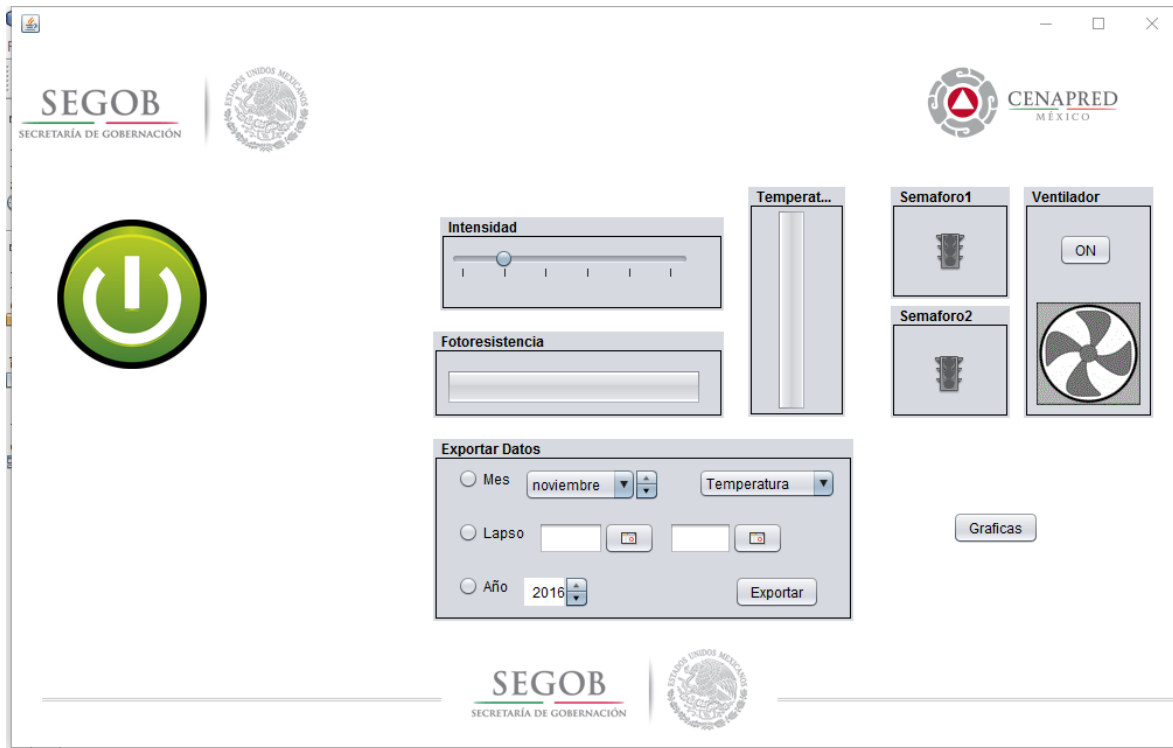 SEGOB
SECRETARÍA DE GOBERNACIÓN
ESTADOS UNIDOS MEXICANOS
CENAPRED
MÉXICO
Intensidad
Temperat...
Semaforo1
Ventilador
ON
Semaforo2
Fotoresistencia
Exportar Datos
Mes noviembre Temperatura
Lapso
Año 2016 Exportar
Graficas
SEGOB
SECRETARÍA DE GOBERNACIÓN
ESTADOS UNIDOS MEXICANOS